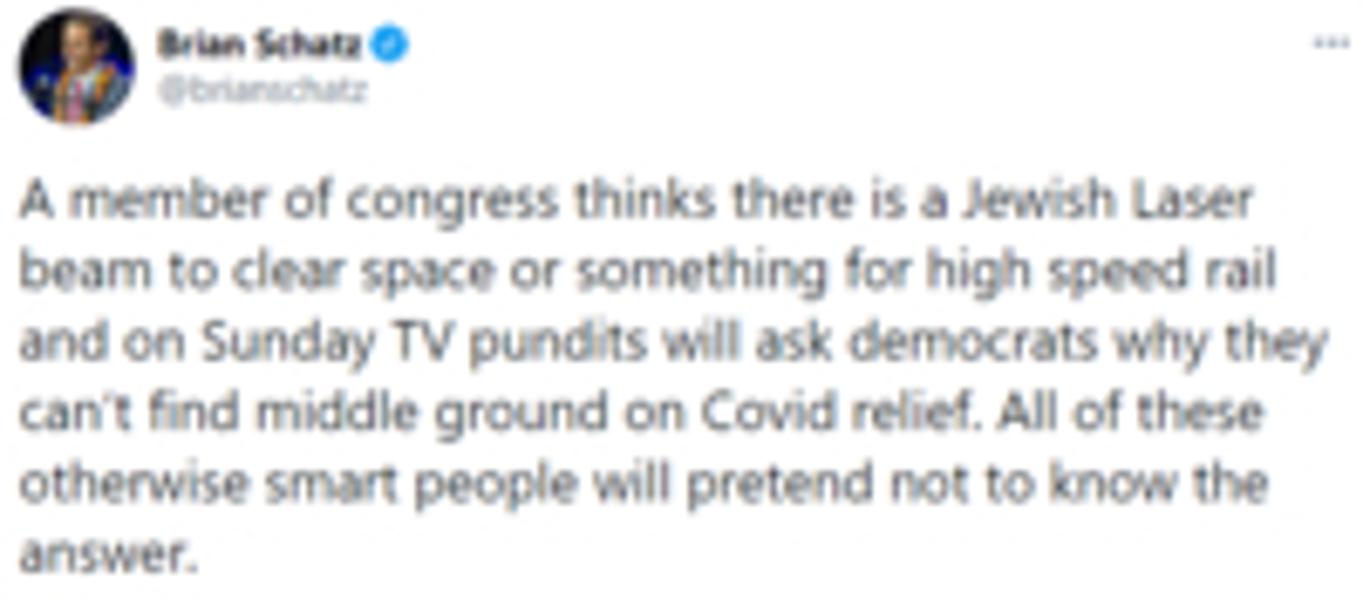 Brian Schatz
@brianschatz
A member of congress thinks there is a Jewish Laser
beam to clear space or something for high speed rail
and on Sunday TV pundits will ask democrats why they
can't find middle ground on Covid relief. All of these
otherwise smart people will pretend not to know the
answer.